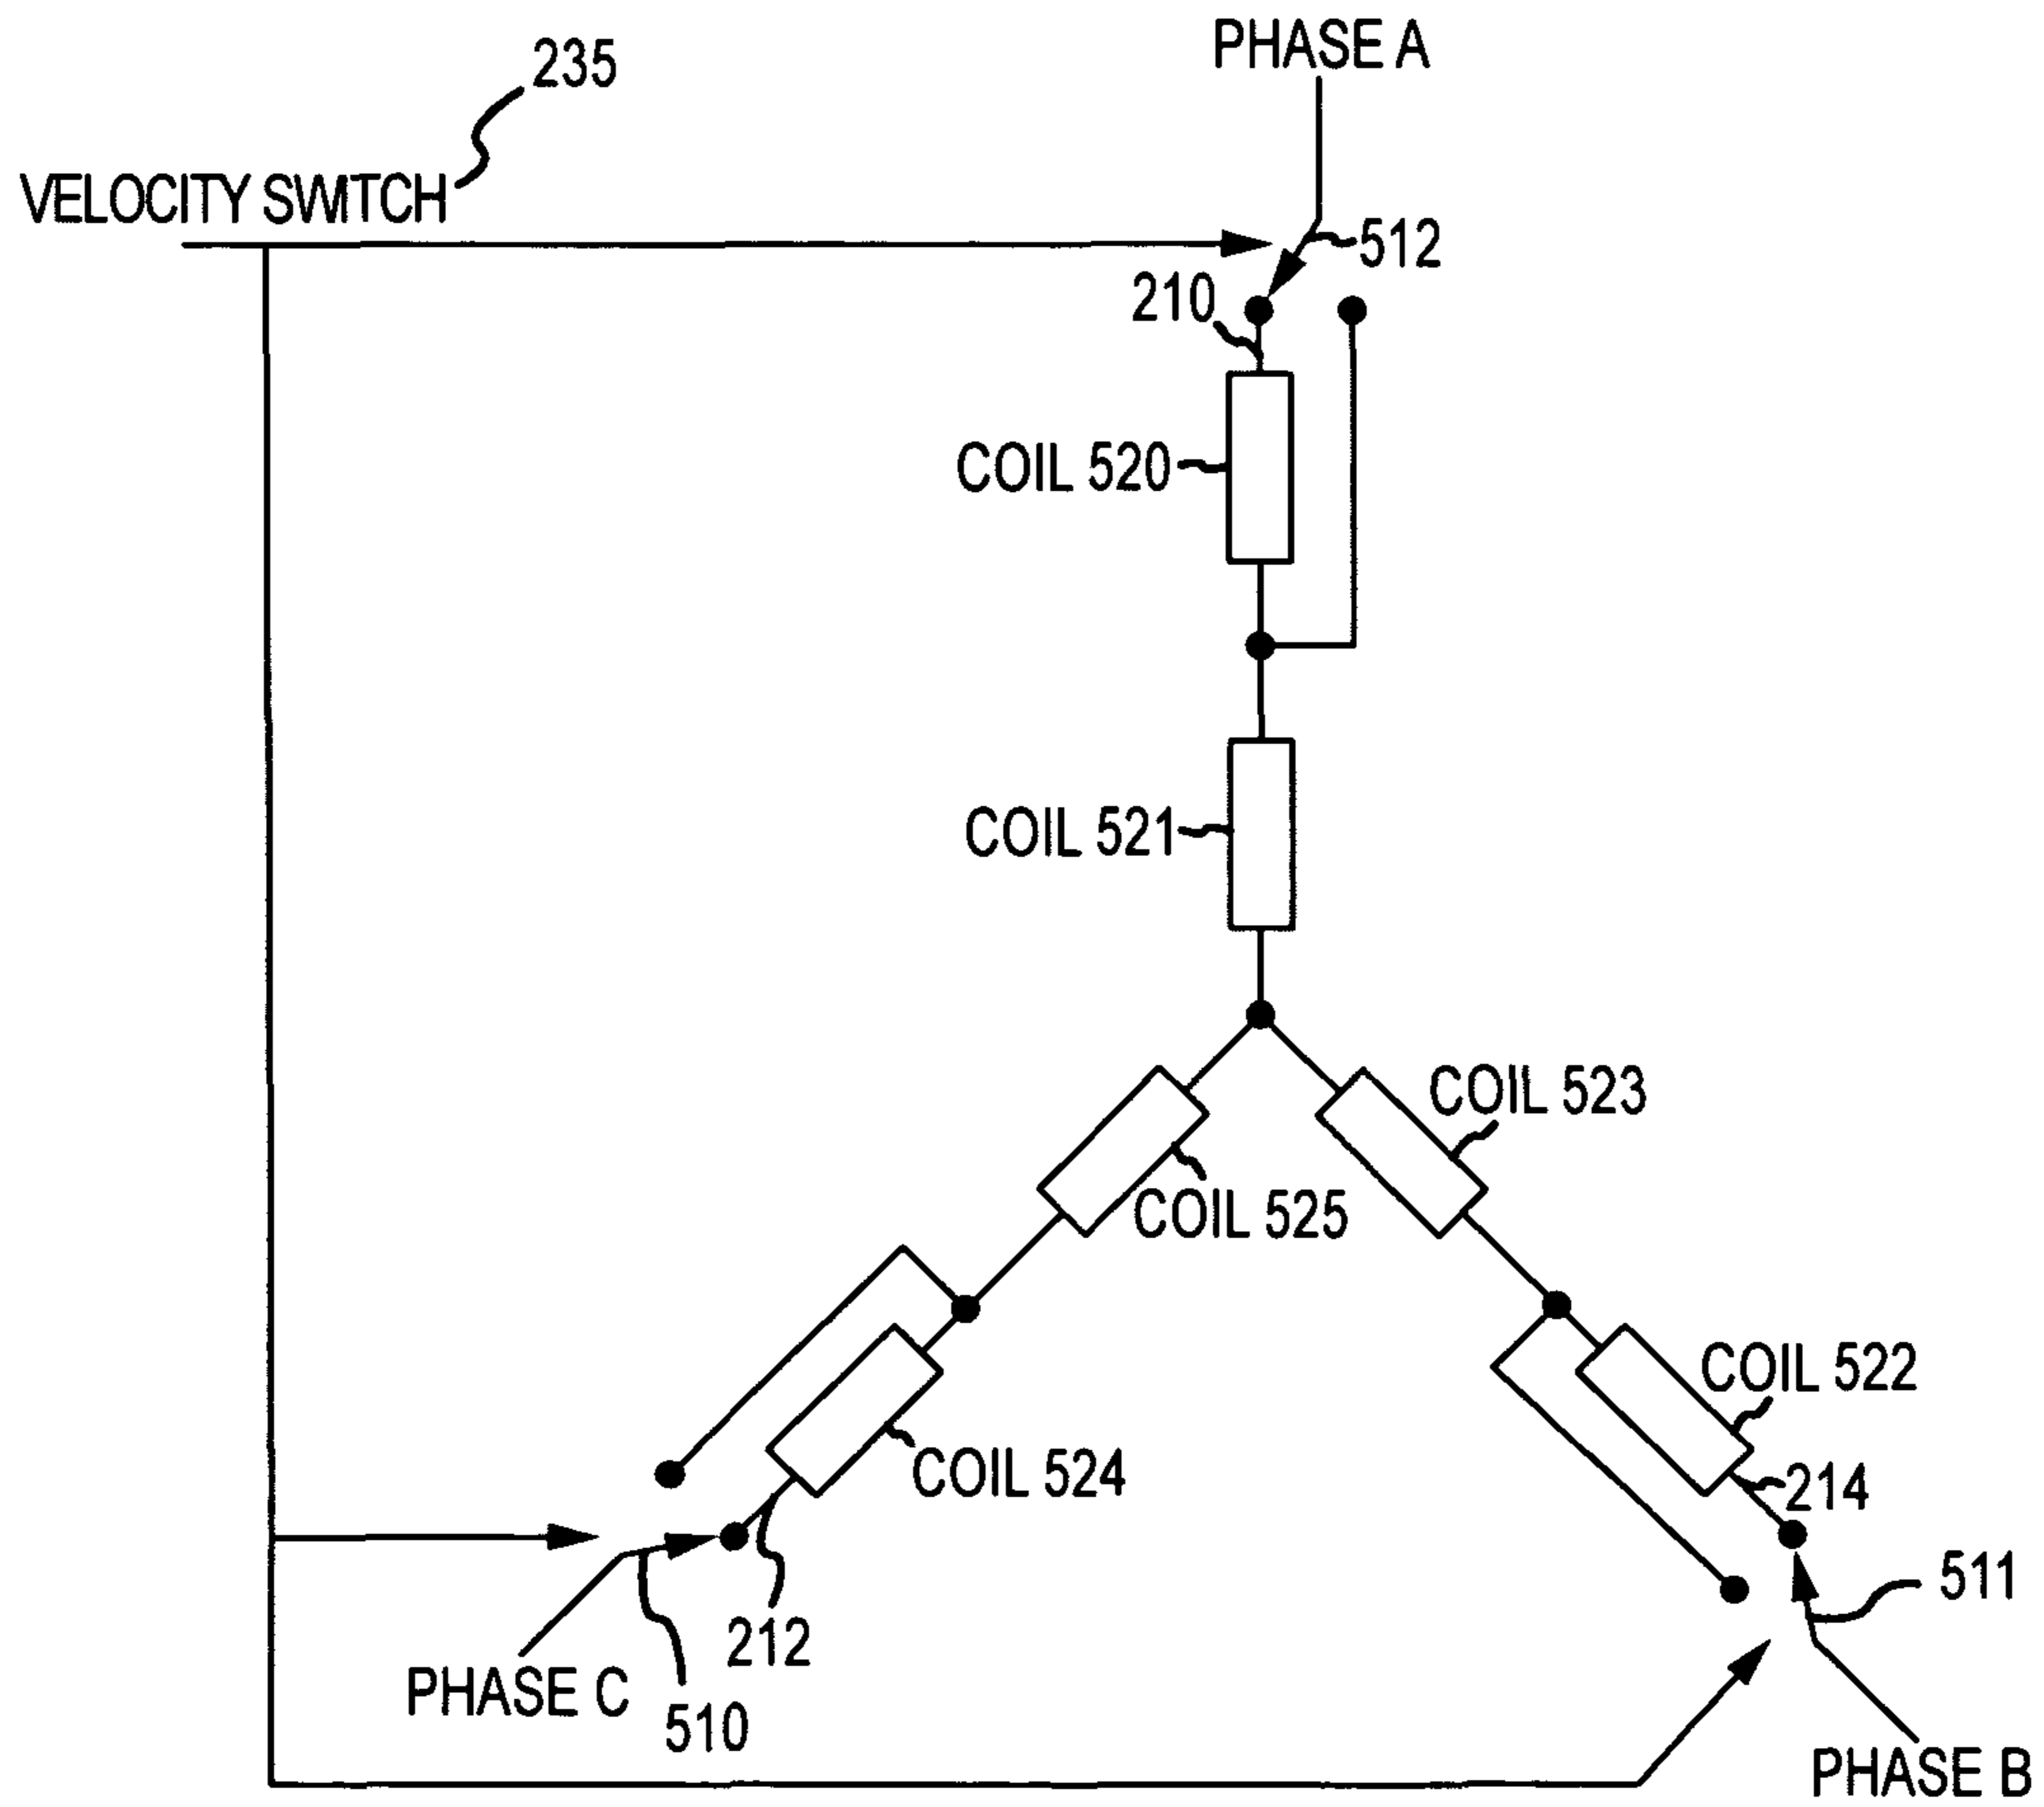 PHASE A
235
VELOCITY SWITCH
512
210
COIL 520
COIL 521
COIL 523
COIL 525
COIL 522
COIL 524
214
511
212
PHASE C
510
PHASE B